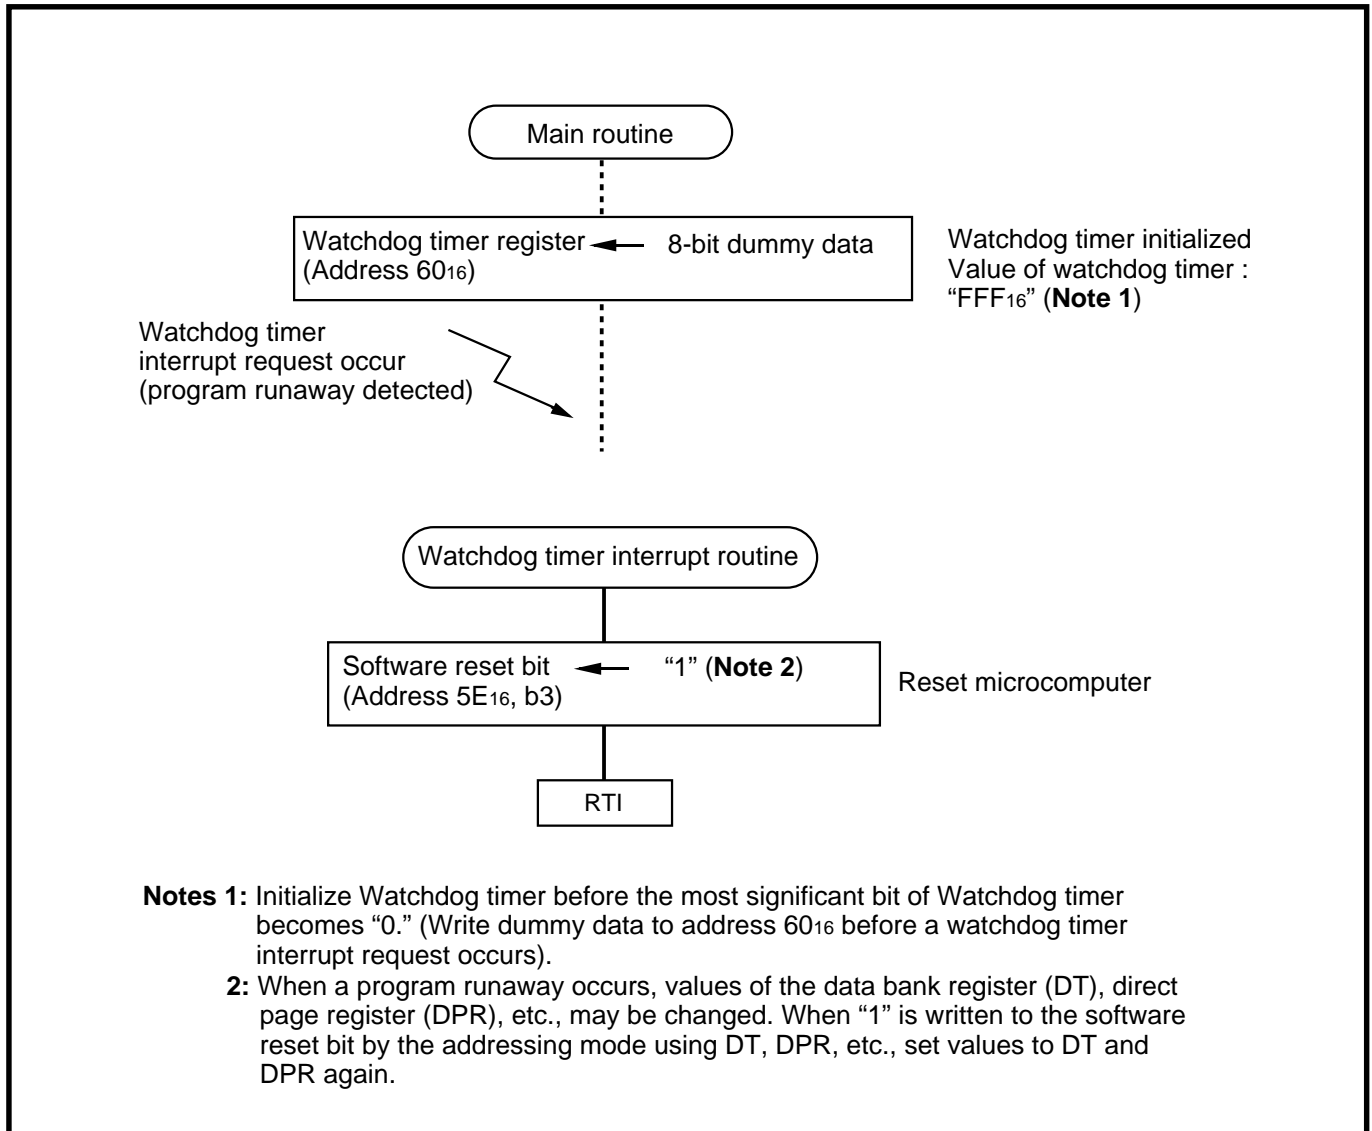 Main routine
Watchdog timer register 8-bit dummy data
(Address 6016)
Watchdog timer initialized
Value of watchdog timer :
“FFF16” (Note 1)
Watchdog timer
interrupt request occur
(program runaway detected)
Watchdog timer interrupt routine
Software reset bit “1” (Note 2)
(Address 5E16, b3)
Reset microcomputer
RTI
Notes 1: Initialize Watchdog timer before the most significant bit of Watchdog timer
becomes “0.” (Write dummy data to address 6016 before a watchdog timer
interrupt request occurs).
2: When a program runaway occurs, values of the data bank register (DT), direct
page register (DPR), etc., may be changed. When “1” is written to the software
reset bit by the addressing mode using DT, DPR, etc., set values to DT and
DPR again.